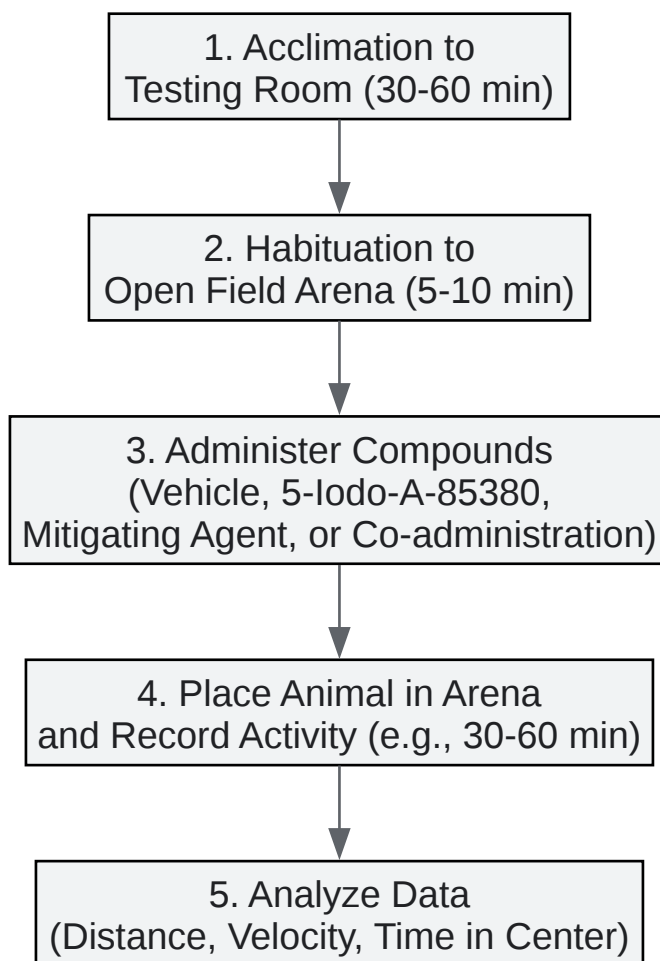 1. Acclimation to
Testing Room (30-60 min)
2. Habituation to
Open Field Arena (5-10 min)
3. Administer Compounds
(Vehicle, 5-Iodo-A-85380,
Mitigating Agent, or Co-administration)
4. Place Animal in Arena
and Record Activity (e.g., 30-60 min)
5. Analyze Data
(Distance, Velocity, Time in Center)